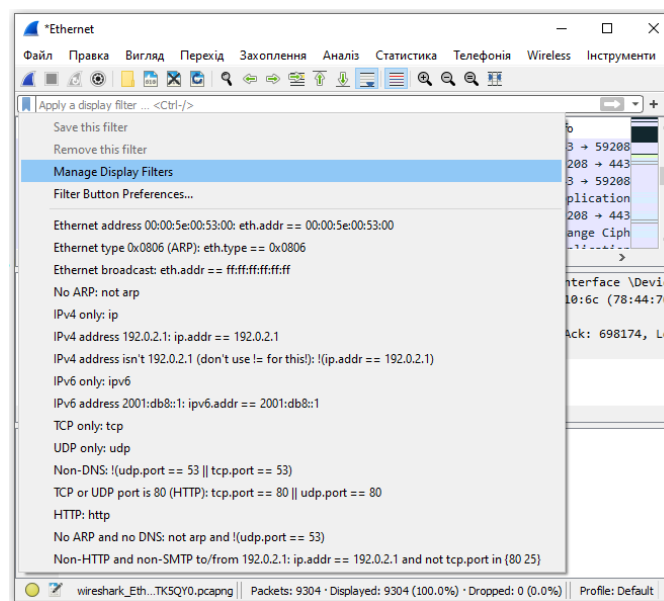 *Ethernet
Файл Правка Вигляд Перехід Захоплення Аналіз Статистика Телефонія Wireless Інструменти
Apply a display filter ... <Ctrl-/>
Save this filter
Remove this filter
Manage Display Filters
Filter Button Preferences...
Ethernet address 00:00:5e:00:53:00: eth.addr == 00:00:5e:00:53:00
Ethernet type 0x0806 (ARP): eth.type == 0x0806
Ethernet broadcast: eth.addr == ff:ff:ff:ff:ff:ff
No ARP: not arp
IPv4 only: ip
IPv4 address 192.0.2.1: ip.addr == 192.0.2.1
IPv4 address isn't 192.0.2.1 (don't use != for this!): !(ip.addr == 192.0.2.1)
IPv6 only: ipv6
IPv6 address 2001:db8::1: ipv6.addr == 2001:db8::1
TCP only: tcp
UDP only: udp
Non-DNS: !(udp.port == 53 || tcp.port == 53)
TCP or UDP port is 80 (HTTP): tcp.port == 80 || udp.port == 80
HTTP: http
No ARP and no DNS: not arp and !(udp.port == 53)
Non-HTTP and non-SMTP to/from 192.0.2.1: ip.addr == 192.0.2.1 and not tcp.port in {80 25}
3 → 59208
208 → 443
3 → 59208
plication
208 → 443
ange Ciph
nterface \Devi
10:6c (78:44:7
Ack: 698174, L
wireshark_Eth...TK5QY0.pcapng Packets: 9304 · Displayed: 9304 (100.0%) · Dropped: 0 (0.0%) Profile: Default